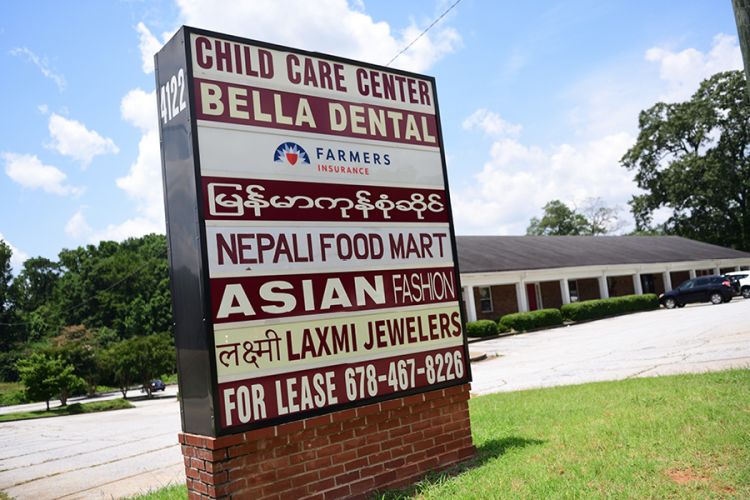 4122
CHILD CARE CENTER
BELLA DENTAL
FARMERS
INSURANCE
မြန်မာကုန်စုံဆိုင်
NEPALI FOOD MART
ASIAN FASHION
लक्ष्मी LAXMI JEWELERS
FOR LEASE 678-467-8226